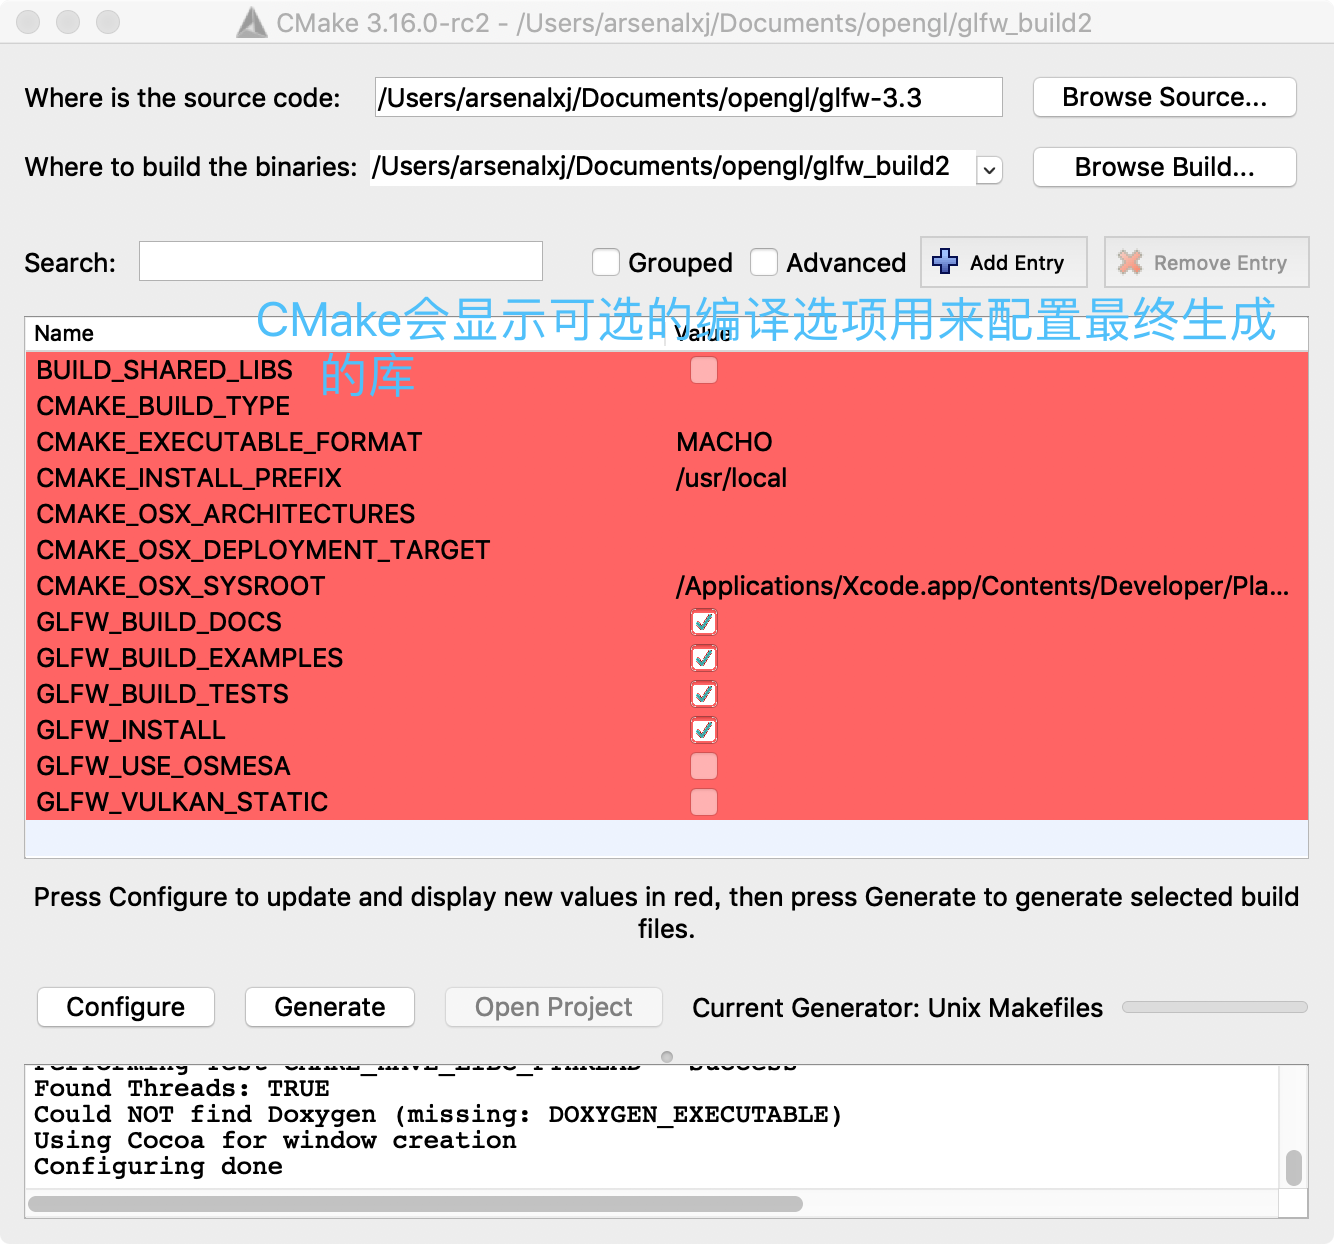 CMake 3.16.0-rc2 - /Users/arsenalxj/Documents/opengl/glfw_build2
Where is the source code: /Users/arsenalxj/Documents/opengl/glfw-3.3 Browse Source...
Where to build the binaries: /Users/arsenalxj/Documents/opengl/glfw_build2 Browse Build...
Search: Grouped Advanced Add Entry Remove Entry
CMake会显示可选的编译选项用来配置最终生成
的库
Name Value
BUILD_SHARED_LIBS
CMAKE_BUILD_TYPE
CMAKE_EXECUTABLE_FORMAT MACHO
CMAKE_INSTALL_PREFIX /usr/local
CMAKE_OSX_ARCHITECTURES
CMAKE_OSX_DEPLOYMENT_TARGET
CMAKE_OSX_SYSROOT /Applications/Xcode.app/Contents/Developer/Pla...
GLFW_BUILD_DOCS
GLFW_BUILD_EXAMPLES
GLFW_BUILD_TESTS
GLFW_INSTALL
GLFW_USE_OSMESA
GLFW_VULKAN_STATIC
Press Configure to update and display new values in red, then press Generate to generate selected build
files.
Configure Generate Open Project Current Generator: Unix Makefiles
Performing Test CMAKE_HAVE_LIBC_PTHREAD - Success
Found Threads: TRUE
Could NOT find Doxygen (missing: DOXYGEN_EXECUTABLE)
Using Cocoa for window creation
Configuring done